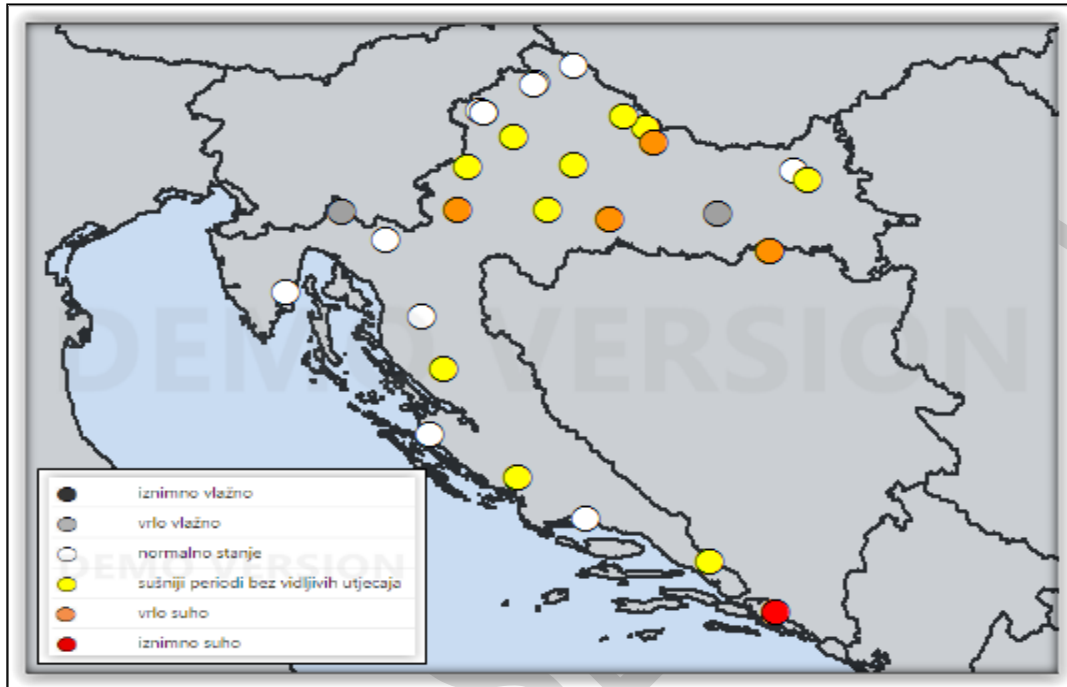 DEMO VERSION
iznimno vlažno
vrlo vlažno
normalno stanje
DEMO VERSION
sušniji periodi bez vidljivih utjecaja
vrlo suho
iznimno suho